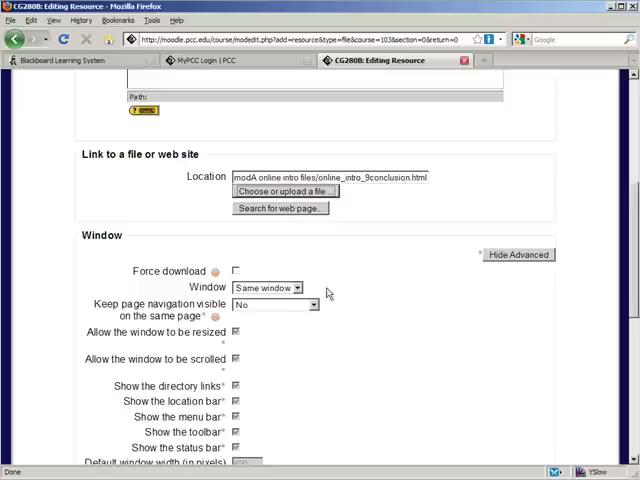 CG280B: Editing Resource - Mozilla Firefox
File Edit View History Bookmarks Tools Help
http://moodle.pcc.edu/course/modedit.php?add=resource&type=file&course=103&section=0&return=0
Google
Blackboard Learning System
MyPCC Login | PCC
CG280B: Editing Resource
Path:
Link to a file or web site
Location modA online intro files/online_intro_9conclusion.html
Choose or upload a file ...
Search for web page...
Window
* Hide Advanced
Force download
Window Same window
Keep page navigation visible on the same page* No
Allow the window to be resized
*
Allow the window to be scrolled
*
Show the directory links*
Show the location bar*
Show the menu bar*
Show the toolbar*
Show the status bar*
Default window width (in pixels)
Done
YSlow